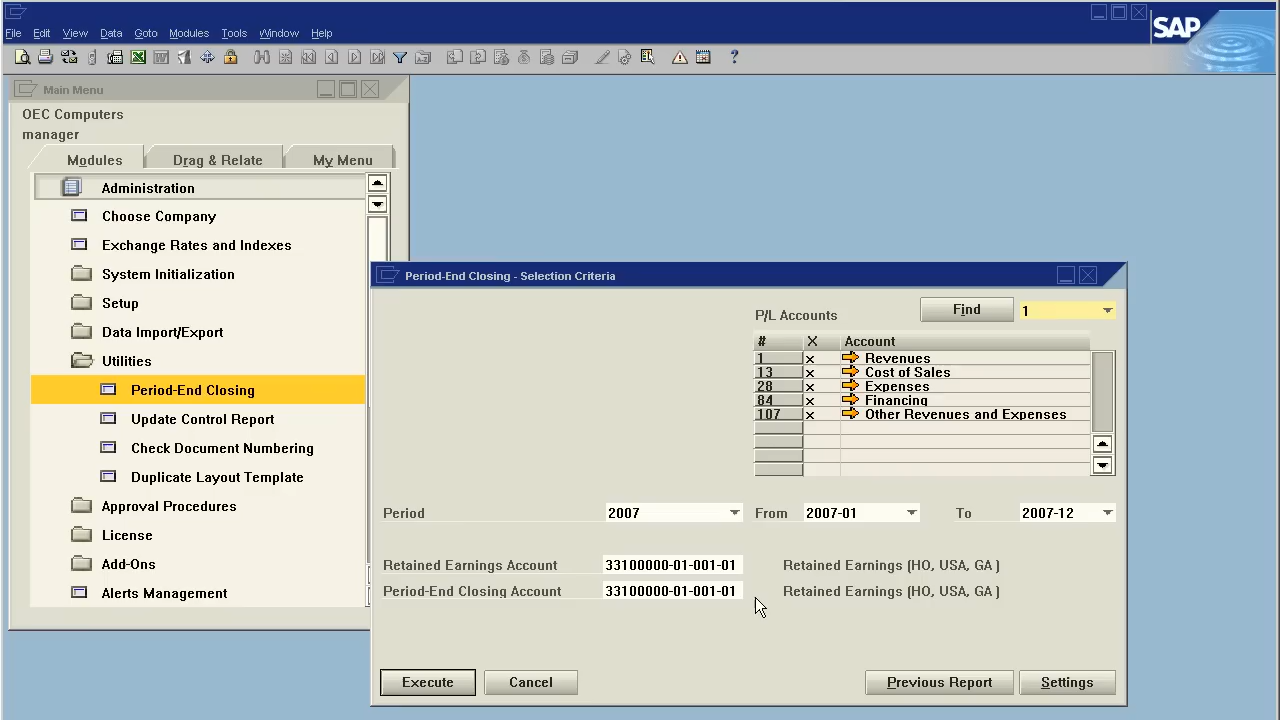 File Edit View Data Goto Modules Tools Window Help
SAP
Main Menu
OEC Computers
manager
Modules Drag & Relate My Menu
Administration
Choose Company
Exchange Rates and Indexes
System Initialization
Setup
Data Import/Export
Utilities
Period-End Closing
Update Control Report
Check Document Numbering
Duplicate Layout Template
Approval Procedures
License
Add-Ons
Alerts Management
Period-End Closing - Selection Criteria
P/L Accounts Find 1
# X Account
1 x Revenues
13 x Cost of Sales
28 x Expenses
84 x Financing
107 x Other Revenues and Expenses
Period 2007 From 2007-01 To 2007-12
Retained Earnings Account 33100000-01-001-01 Retained Earnings (HO, USA, GA )
Period-End Closing Account 33100000-01-001-01 Retained Earnings (HO, USA, GA )
Execute Cancel Previous Report Settings